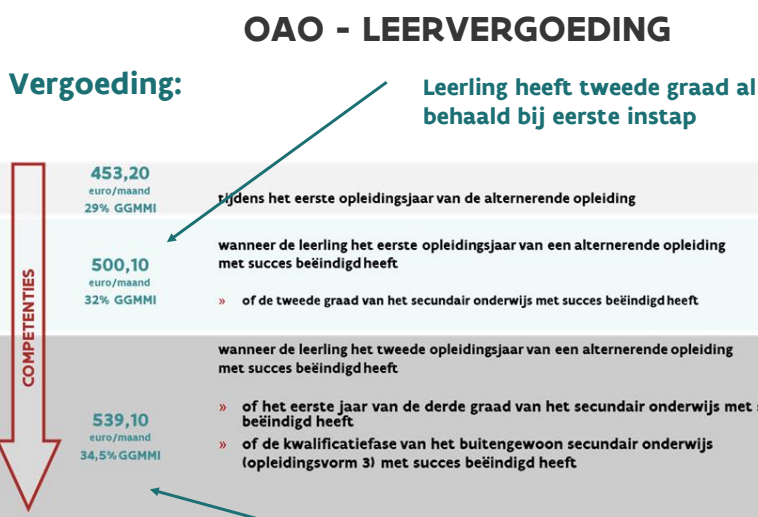 OAO - LEERVERGOEDING
Vergoeding:
Leerling heeft tweede graad al
behaald bij eerste instap
COMPETENTIES
453,20
euro/maand
29% GGMMI
tijdens het eerste opleidingsjaar van de alternerende opleiding
500,10
euro/maand
32% GGMMI
wanneer de leerling het eerste opleidingsjaar van een alternerende opleiding
met succes beëindigd heeft
» of de tweede graad van het secundair onderwijs met succes beëindigd heeft
539,10
euro/maand
34,5% GGMMI
wanneer de leerling het tweede opleidingsjaar van een alternerende opleiding
met succes beëindigd heeft
» of het eerste jaar van de derde graad van het secundair onderwijs met
beëindigd heeft
» of de kwalificatiefase van het buitengewoon secundair onderwijs
(opleidingsvorm 3) met succes beëindigd heeft